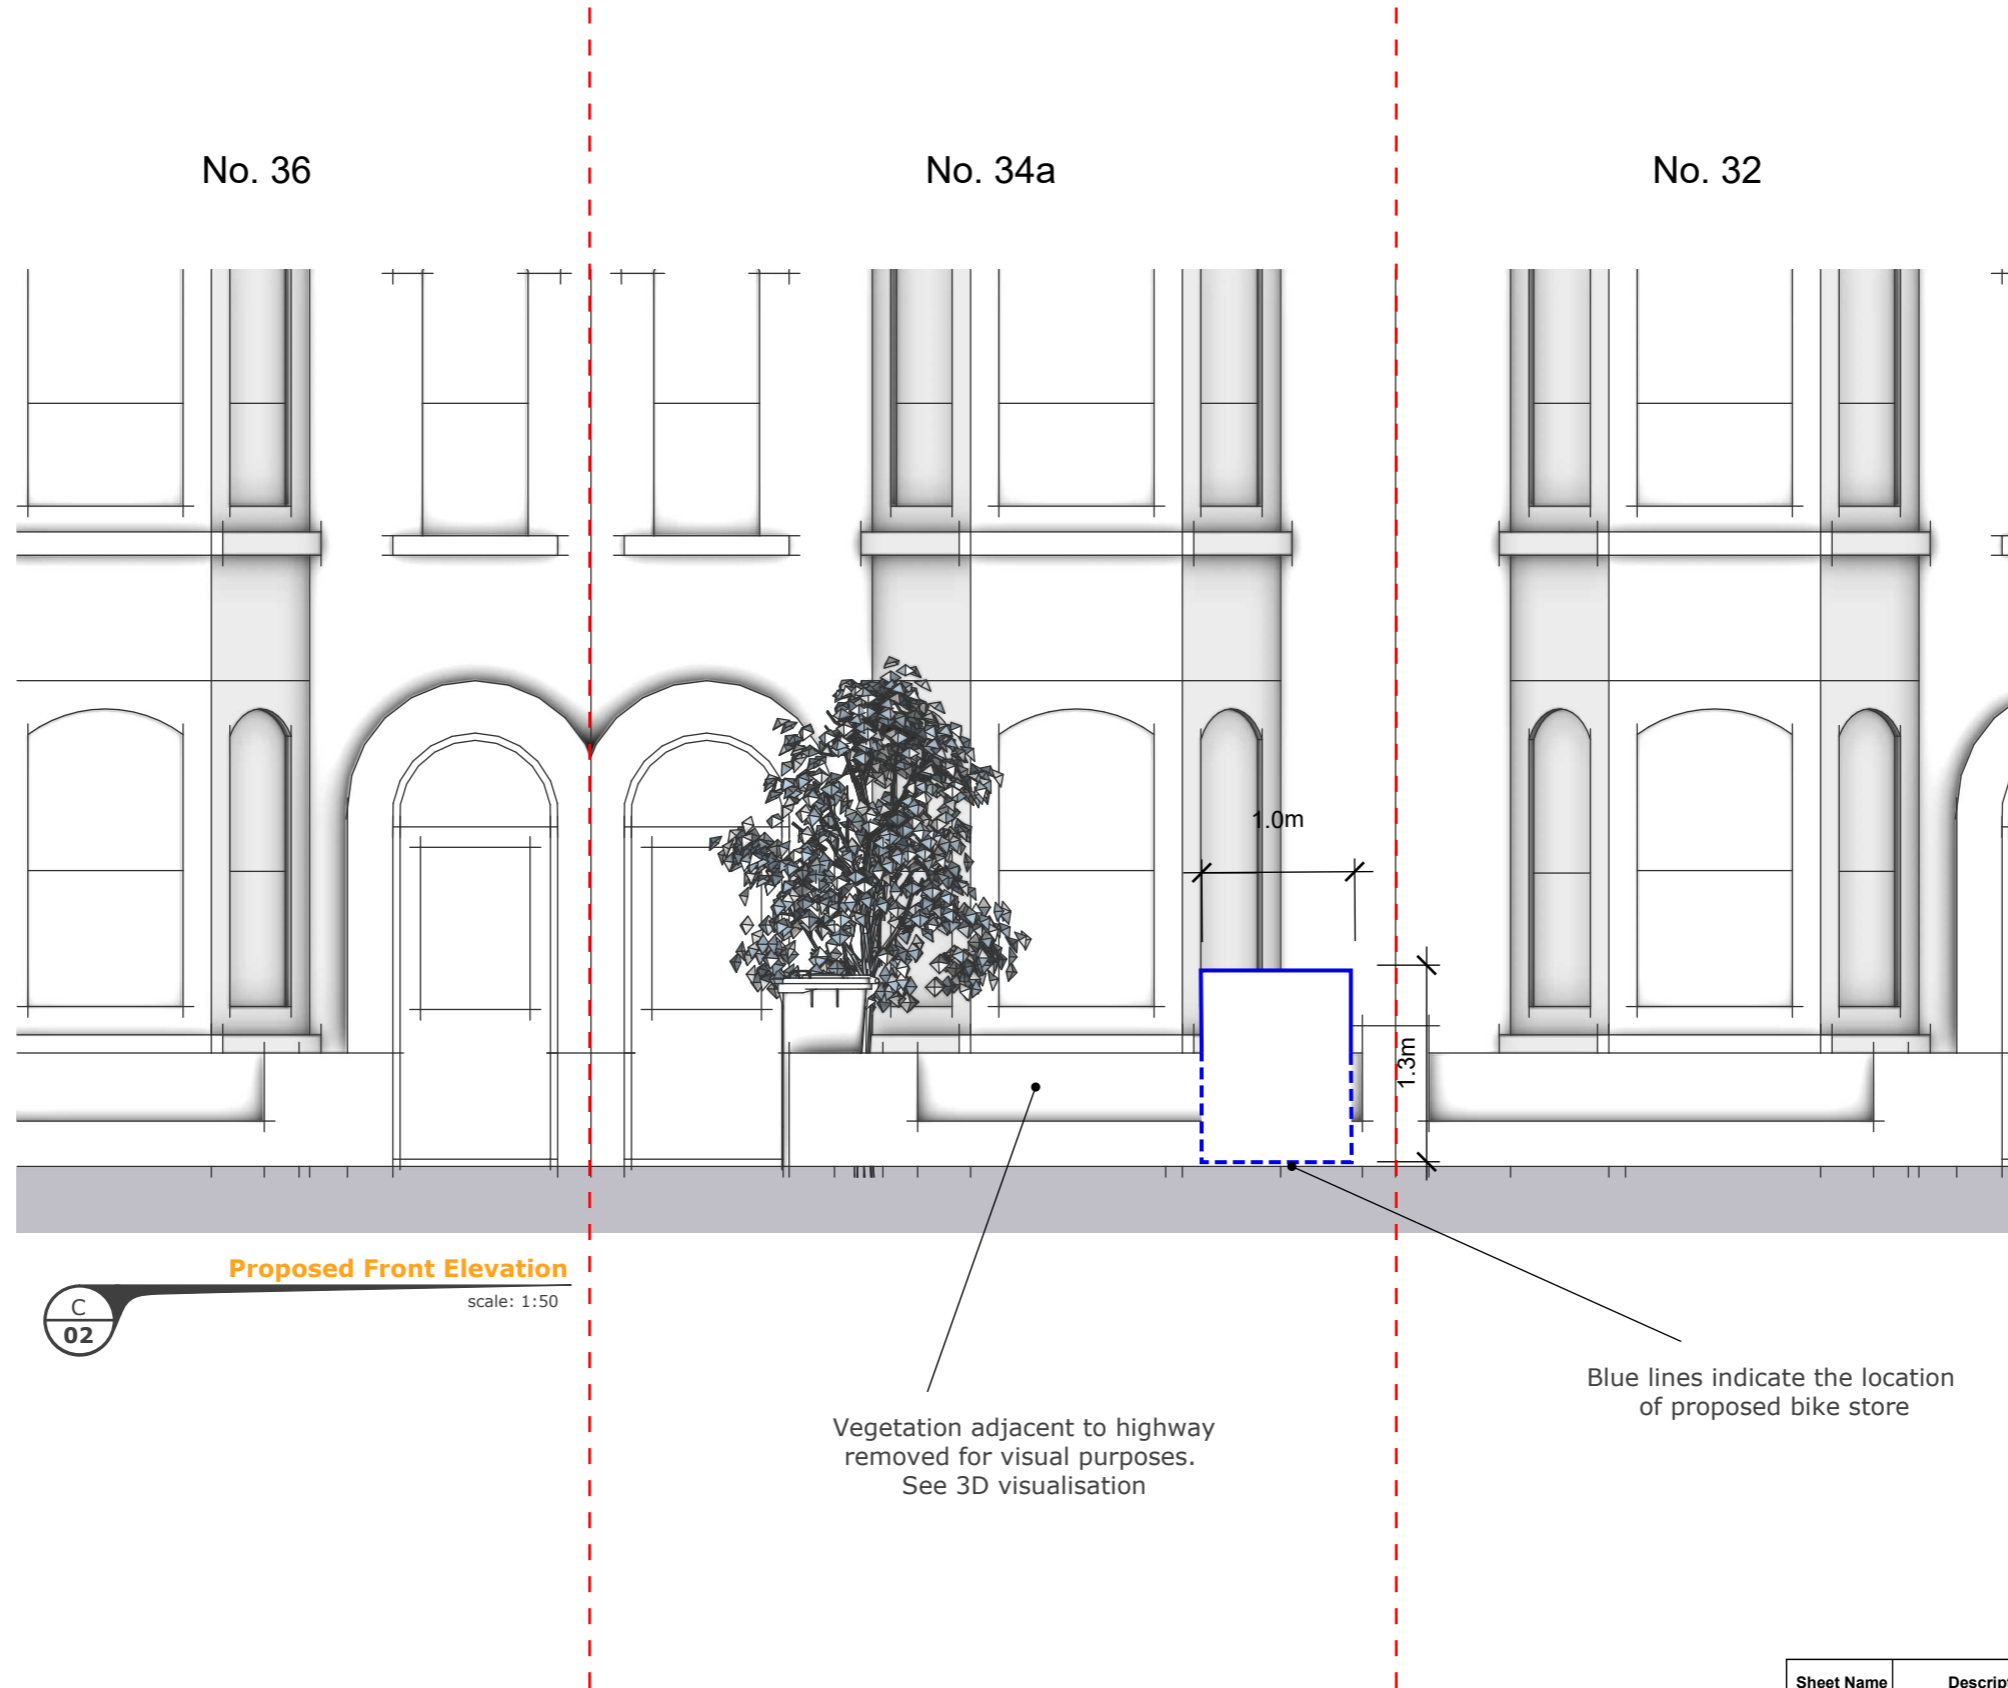 No. 36
No. 34a
No. 32
1.0m
1.3m
Proposed Front Elevation
scale: 1:50
C
02
Vegetation adjacent to highway
removed for visual purposes.
See 3D visualisation
Blue lines indicate the location
of proposed bike store
Sheet Name
Descript